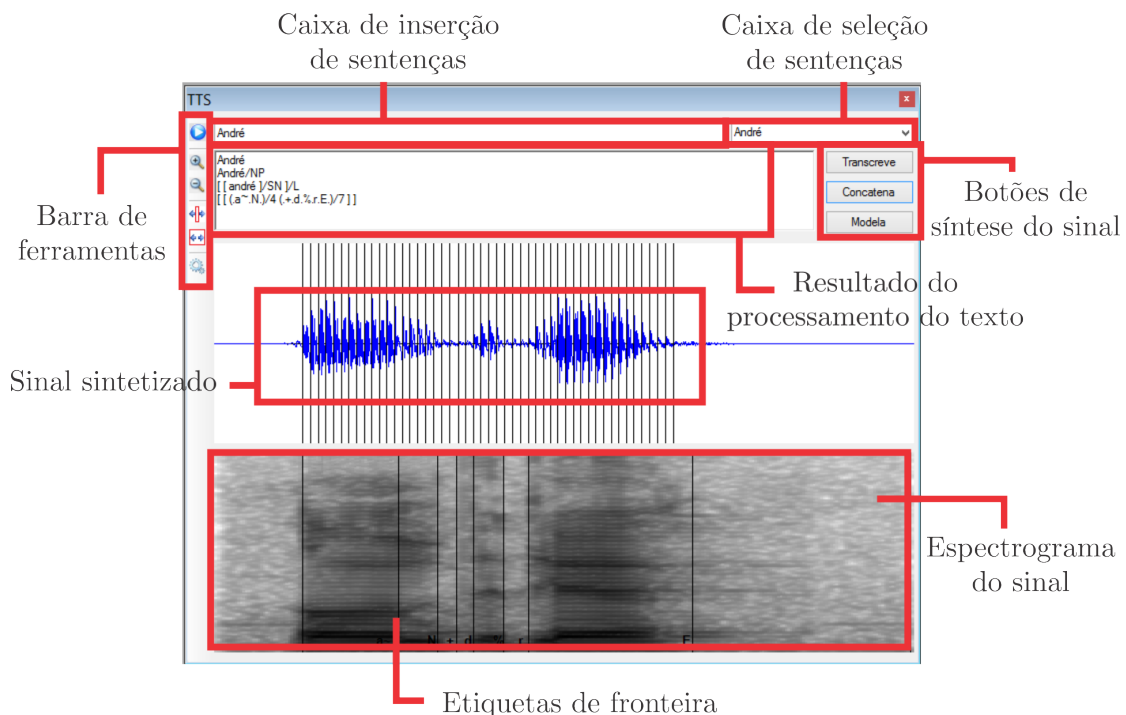 Caixa de inserção
de sentenças
Caixa de seleção
de sentenças
TTS
x
André
André
André
André/NP
[ [ andré ]/SN ]/L
[ [ (.a~.N.)/4 (.+.d.%.r.E.)/7 ] ]
Transcreve
Concatena
Modela
Barra de
ferramentas
Botões de
síntese do sinal
Resultado do
processamento do texto
Sinal sintetizado
Espectrograma
do sinal
a~ N + d % r E
Etiquetas de fronteira